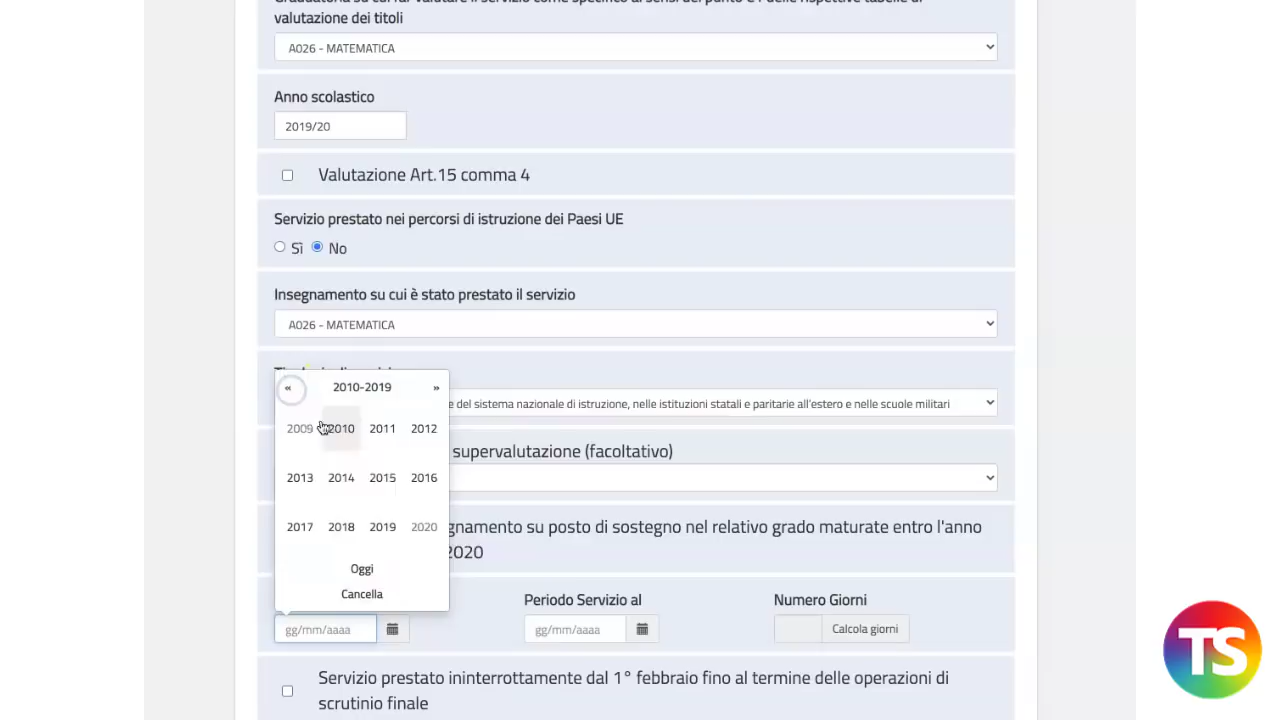 valutazione dei titoli
A026 - MATEMATICA
Anno scolastico
2019/20
Valutazione Art.15 comma 4
Servizio prestato nei percorsi di istruzione dei Paesi UE
Sì No
Insegnamento su cui è stato prestato il servizio
A026 - MATEMATICA
« 2010-2019 »
e del sistema nazionale di istruzione, nelle istituzioni statali e paritarie all'estero e nelle scuole militari
2009 2010 2011 2012
supervalutazione (facoltativo)
2013 2014 2015 2016
2017 2018 2019 2020
gnamento su posto di sostegno nel relativo grado maturate entro l'anno
2020
Oggi
Cancella
Periodo Servizio al
Numero Giorni
gg/mm/aaaa
gg/mm/aaaa
Calcola giorni
Servizio prestato ininterrottamente dal 1° febbraio fino al termine delle operazioni di
scrutinio finale
TS